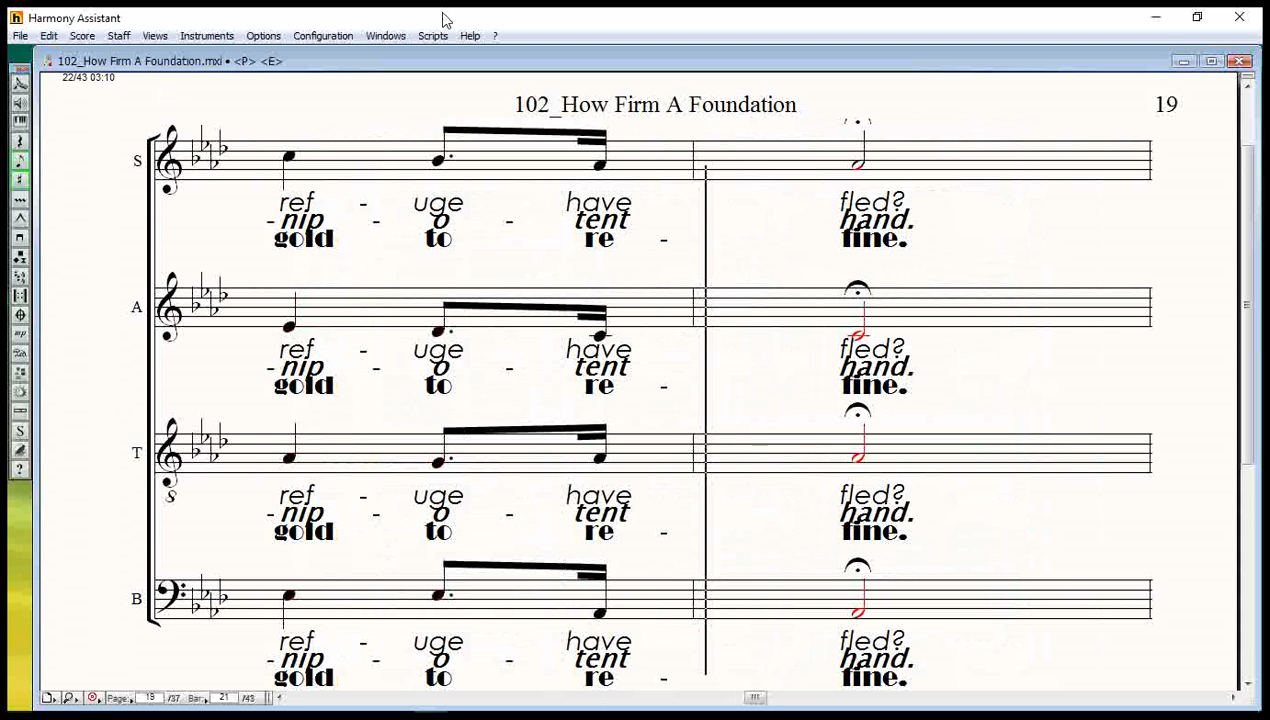 Harmony Assistant
File Edit Score Staff Views Instruments Options Configuration Windows Scripts Help ?
102_How Firm A Foundation.mxl • <P> <E>
22/43 03:10
102_How Firm A Foundation 19
S
ref - uge have fled?
- nip - o - tent hand.
gold to re - fine.
A
ref - uge have fled?
- nip - o - tent hand.
gold to re - fine.
T
8
ref - uge have fled?
- nip - o - tent hand.
gold to re - fine.
B
ref - uge have fled?
- nip - o - tent hand.
gold to re - fine.
Page: 19 /37 Bar: 21 /43